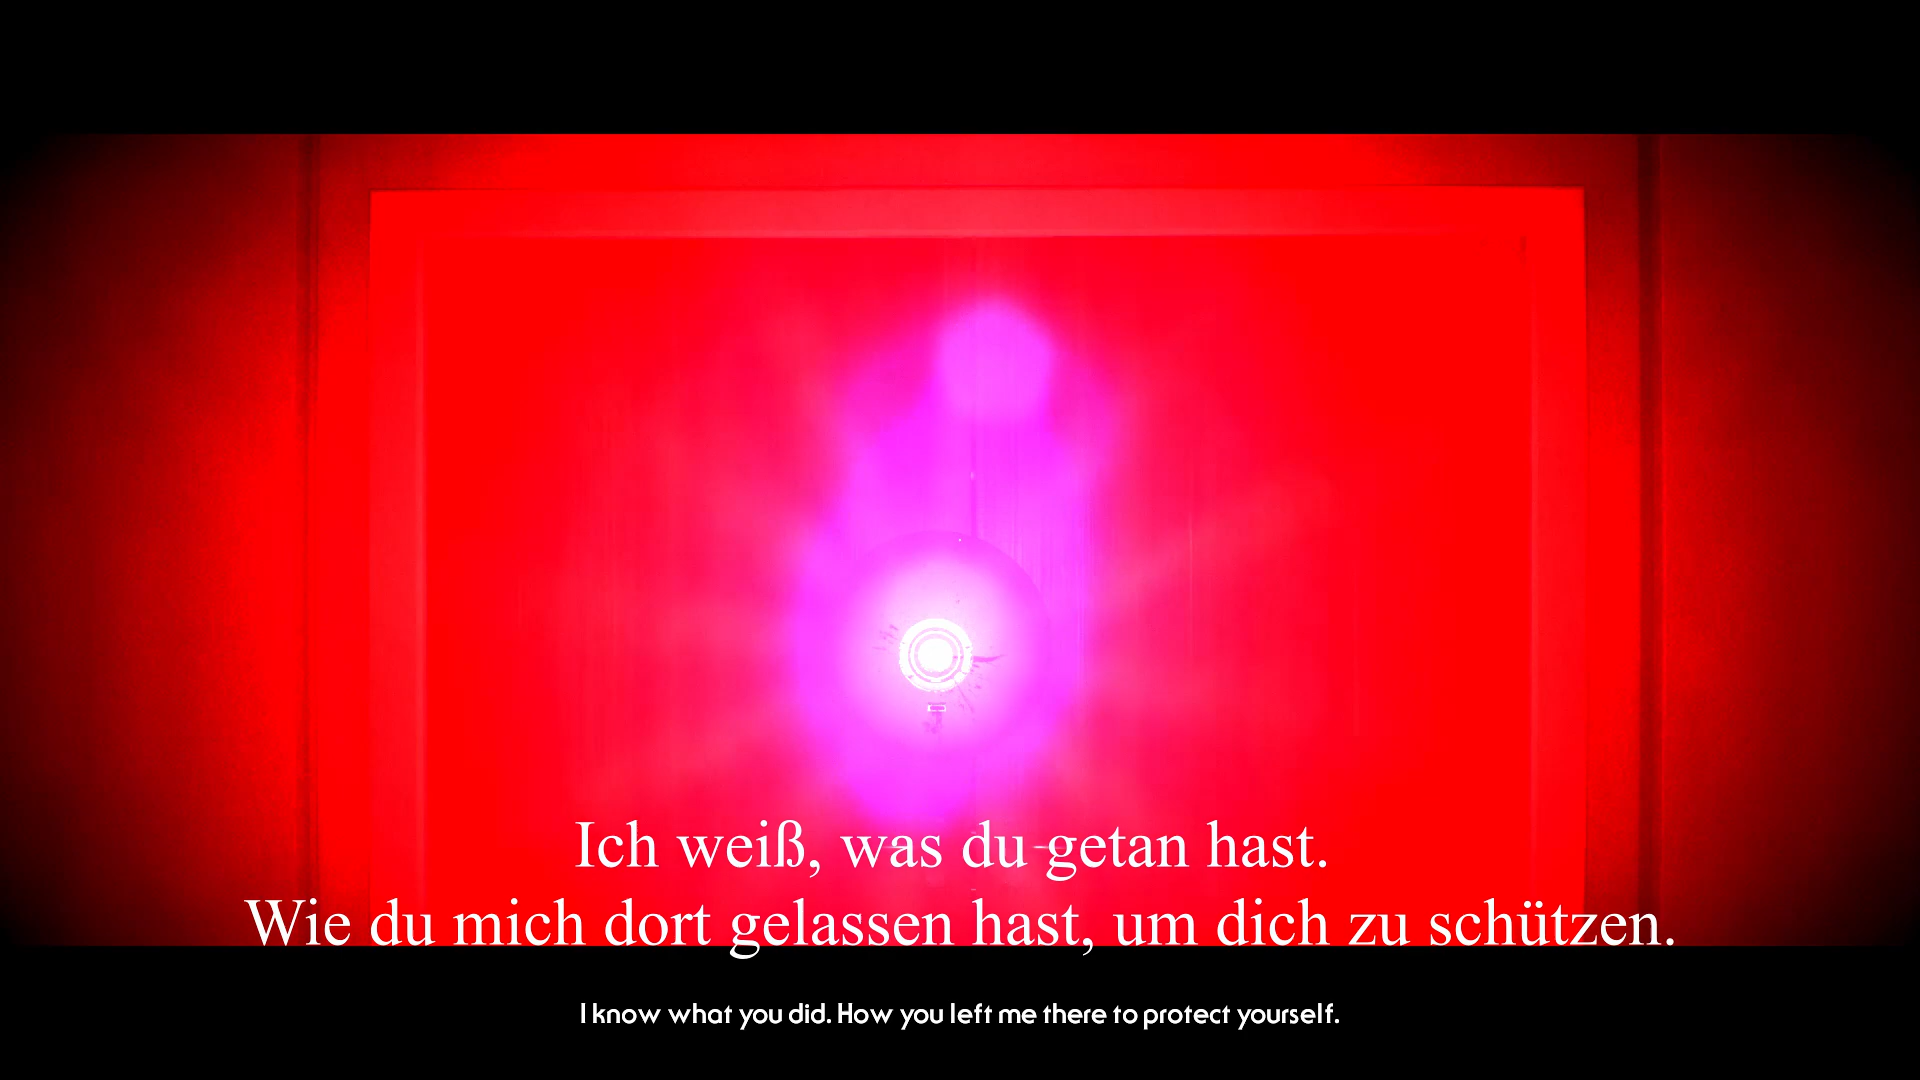 Ich weiß, was du getan hast.
Wie du mich dort gelassen hast, um dich zu schützen.
I know what you did. How you left me there to protect yourself.